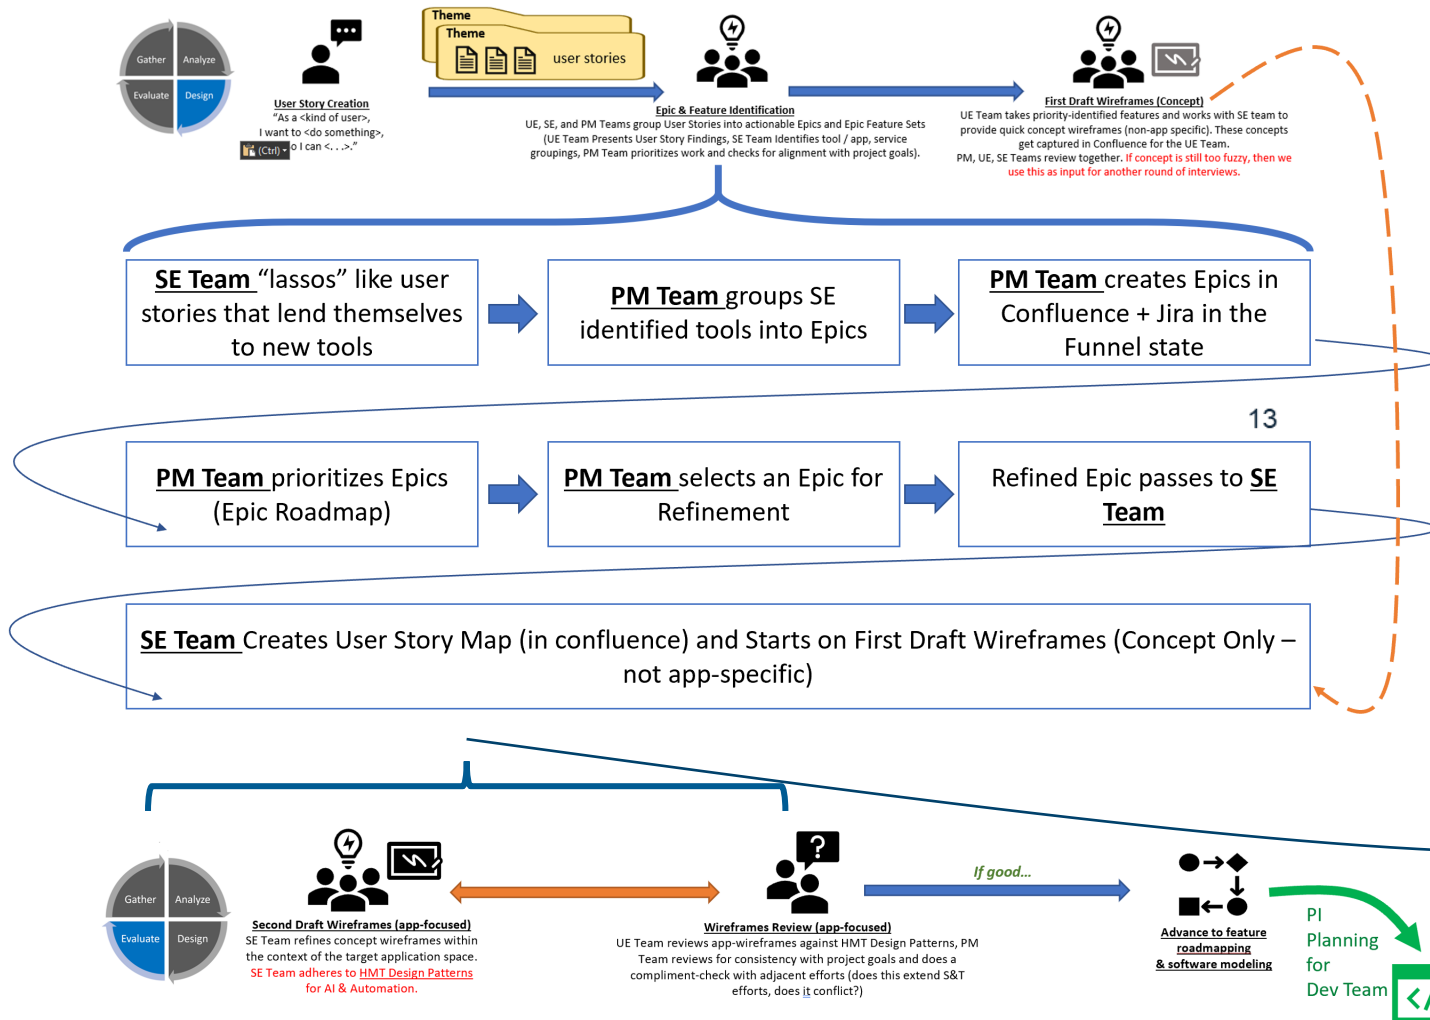 Gather
Analyze
Evaluate
Design
User Story Creation
“As a <kind of user>,
I want to <do something>,
o I can <. . .>.”
(Ctrl)
Theme
Theme
user stories
Epic & Feature Identification
UE, SE, and PM Teams group User Stories into actionable Epics and Epic Feature Sets
(UE Team Presents User Story Findings, SE Team Identifies tool / app, service
groupings, PM Team prioritizes work and checks for alignment with project goals).
First Draft Wireframes (Concept)
UE Team takes priority-identified features and works with SE team to
provide quick concept wireframes (non-app specific). These concepts
get captured in Confluence for the UE Team.
PM, UE, SE Teams review together. If concept is still too fuzzy, then we
use this as input for another round of interviews.
SE Team “lassos” like user
stories that lend themselves
to new tools
PM Team groups SE
identified tools into Epics
PM Team creates Epics in
Confluence + Jira in the
Funnel state
13
PM Team prioritizes Epics
(Epic Roadmap)
PM Team selects an Epic for
Refinement
Refined Epic passes to SE
Team
SE Team Creates User Story Map (in confluence) and Starts on First Draft Wireframes (Concept Only –
not app-specific)
Gather
Analyze
Evaluate
Design
Second Draft Wireframes (app-focused)
SE Team refines concept wireframes within
the context of the target application space.
SE Team adheres to HMT Design Patterns
for AI & Automation.
Wireframes Review (app-focused)
UE Team reviews app-wireframes against HMT Design Patterns, PM
Team reviews for consistency with project goals and does a
compliment-check with adjacent efforts (does this extend S&T
efforts, does it conflict?)
If good...
Advance to feature
roadmapping
& software modeling
PI
Planning
for
Dev Team